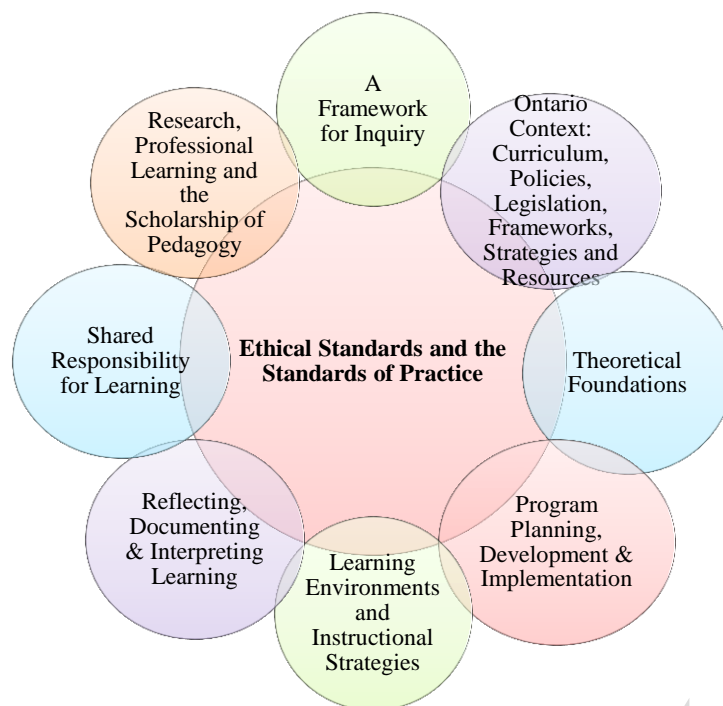 A
Framework
for Inquiry
Ontario
Context:
Curriculum,
Policies,
Legislation,
Frameworks,
Strategies and
Resources
Theoretical
Foundations
Program
Planning,
Development &
Implementation
Learning
Environments
and
Instructional
Strategies
Reflecting,
Documenting
& Interpreting
Learning
Shared
Responsibility
for Learning
Research,
Professional
Learning and
the
Scholarship of
Pedagogy
Ethical Standards and the
Standards of Practice